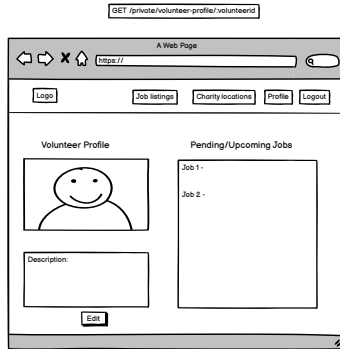 GET /private/volunteer-profile/:volunteerid
A Web Page
https://
Logo
Job listings
Charity locations
Profile
Logout
Volunteer Profile
Pending/Upcoming Jobs
Job 1 -
Job 2 -
Description:
Edit